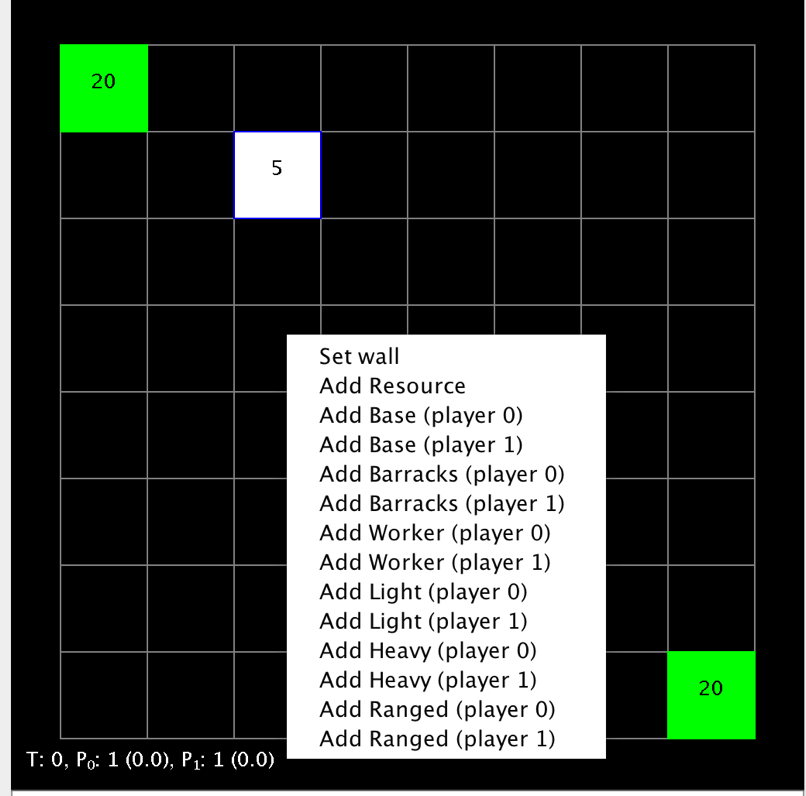 20
5
Set wall
Add Resource
Add Base (player 0)
Add Base (player 1)
Add Barracks (player 0)
Add Barracks (player 1)
Add Worker (player 0)
Add Worker (player 1)
Add Light (player 0)
Add Light (player 1)
Add Heavy (player 0)
Add Heavy (player 1)
Add Ranged (player 0)
Add Ranged (player 1)
20
T: 0, P₀: 1 (0.0), P₁: 1 (0.0)